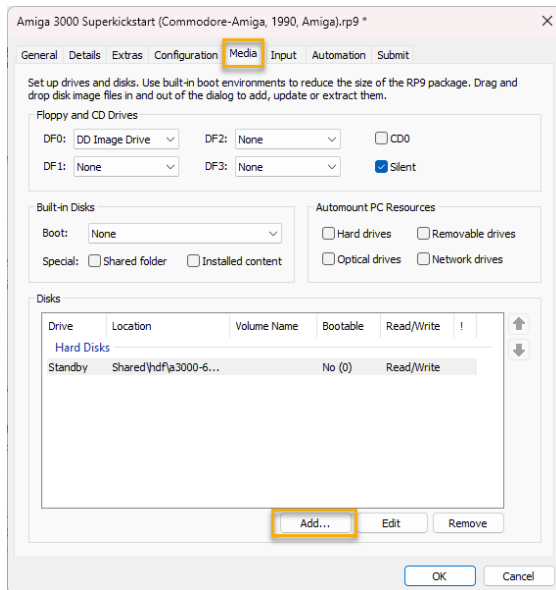 Amiga 3000 Superkickstart (Commodore-Amiga, 1990, Amiga).rp9 *
General Details Extras Configuration Media Input Automation Submit
Set up drives and disks. Use built-in boot environments to reduce the size of the RP9 package. Drag and
drop disk image files in and out of the dialog to add, update or extract them.
Floppy and CD Drives
DF0: DD Image Drive DF2: None CD0
DF1: None DF3: None Silent
Built-in Disks Automount PC Resources
Boot: None Hard drives Removable drives
Special: Shared folder Installed content Optical drives Network drives
Disks
Drive Location Volume Name Bootable Read/Write !
Hard Disks
Standby Shared\hdf\a3000-6... No (0) Read/Write
Add... Edit Remove
OK Cancel